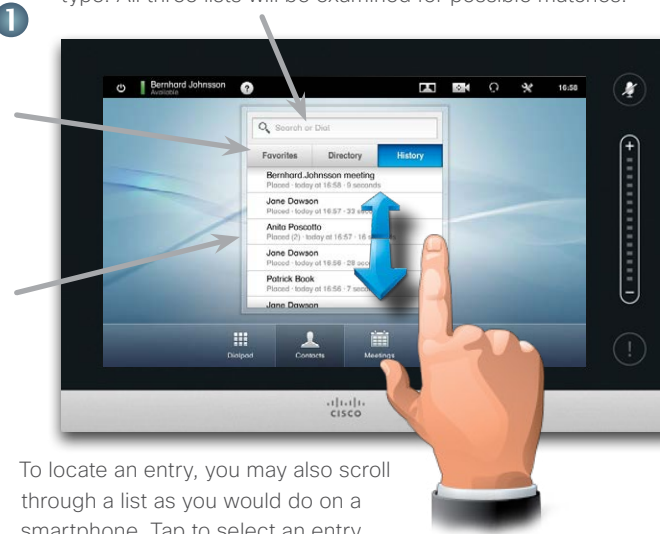 type. All three lists will be examined for possible matches.
1
Bernhard Johnsson
Available
?
16:58
Search or Dial
Favorites Directory History
Bernhard Johnsson meeting
Placed - today at 16:58 - 9 seconds
Jane Dawson
Placed - today at 16:57 - 33
Anita Poscotto
Placed (2) - today at 16:57 - 16
Jane Dawson
Placed - today at 16:56 - 28
Patrick Book
Placed - today at 16:56 - 7
Jane Dawson
Dialpad Contacts Meetings
CISCO
To locate an entry, you may also scroll
through a list as you would do on a
smartphone. Tap to select an entry